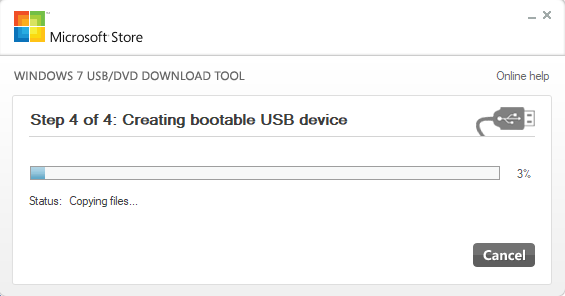 Microsoft Store
WINDOWS 7 USB/DVD DOWNLOAD TOOL
Online help
Step 4 of 4: Creating bootable USB device
3%
Status: Copying files...
Cancel